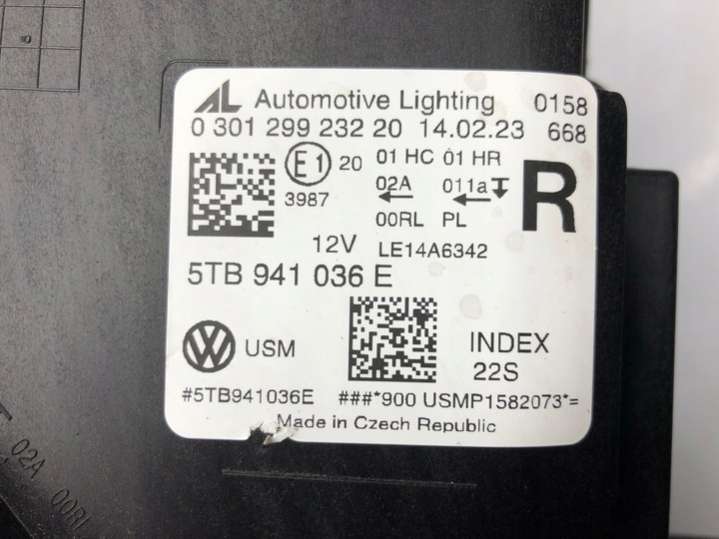 AL Automotive Lighting 0158
0 301 299 232 20 14.02.23 668
E1 20 01 HC 01 HR
3987 02A 011a R
00RL PL
12V LE14A6342
5TB 941 036 E
VW USM INDEX
22S
#5TB941036E ###*900 USMP1582073*=
Made in Czech Republic
02A 00RL